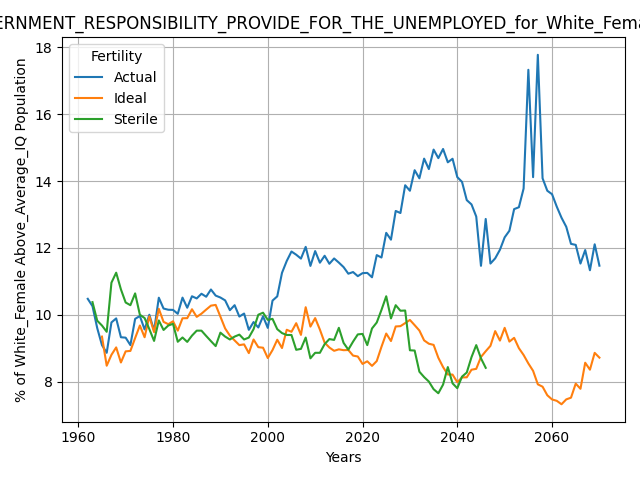 ERNMENT_RESPONSIBILITY_PROVIDE_FOR_THE_UNEMPLOYED_for_White_Fema
% of White_Female Above_Average_IQ Population
18
16
14
12
10
8
Fertility
Actual
Ideal
Sterile
1960 1980 2000 2020 2040 2060
Years